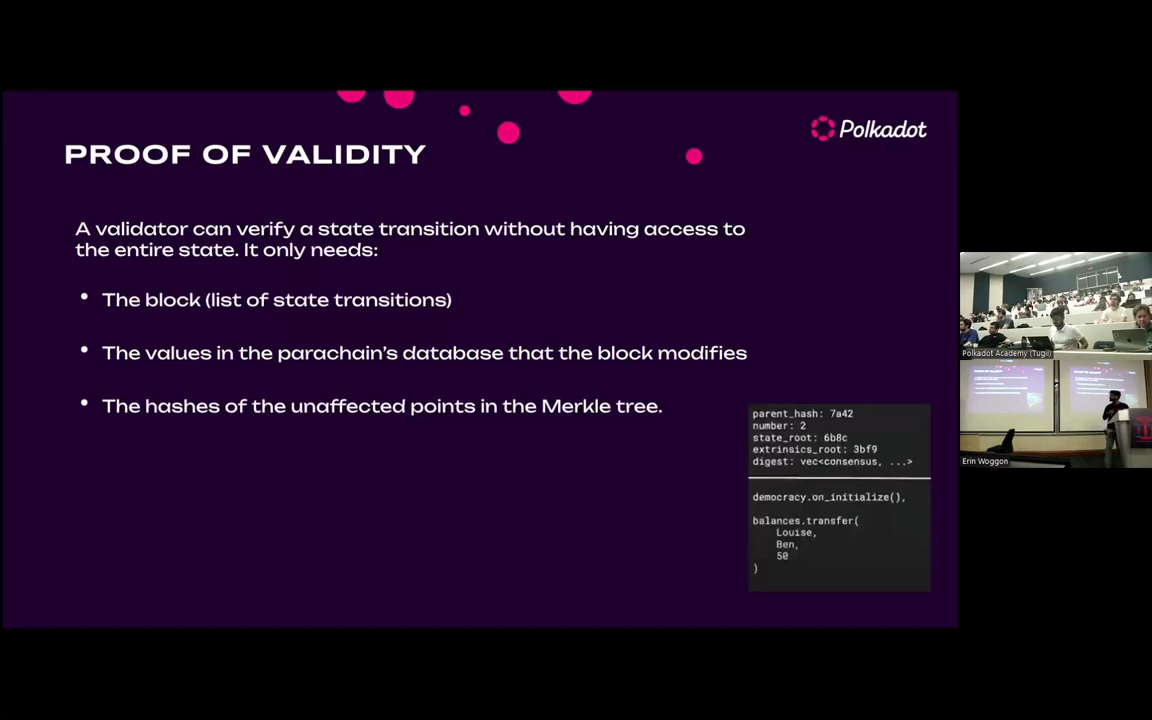 Polkadot
PROOF OF VALIDITY
A validator can verify a state transition without having access to
the entire state. It only needs:
• The block (list of state transitions)
• The values in the parachain's database that the block modifies
• The hashes of the unaffected points in the Merkle tree.
parent_hash: 7a42
number: 2
state_root: 6b8c
extrinsics_root: 3bf9
digest: vec<consensus, ...>
democracy.on_initialize(),
balances.transfer(
Louise,
Ben,
50
)
Polkadot Academy (Tugii)
Erin Woggon